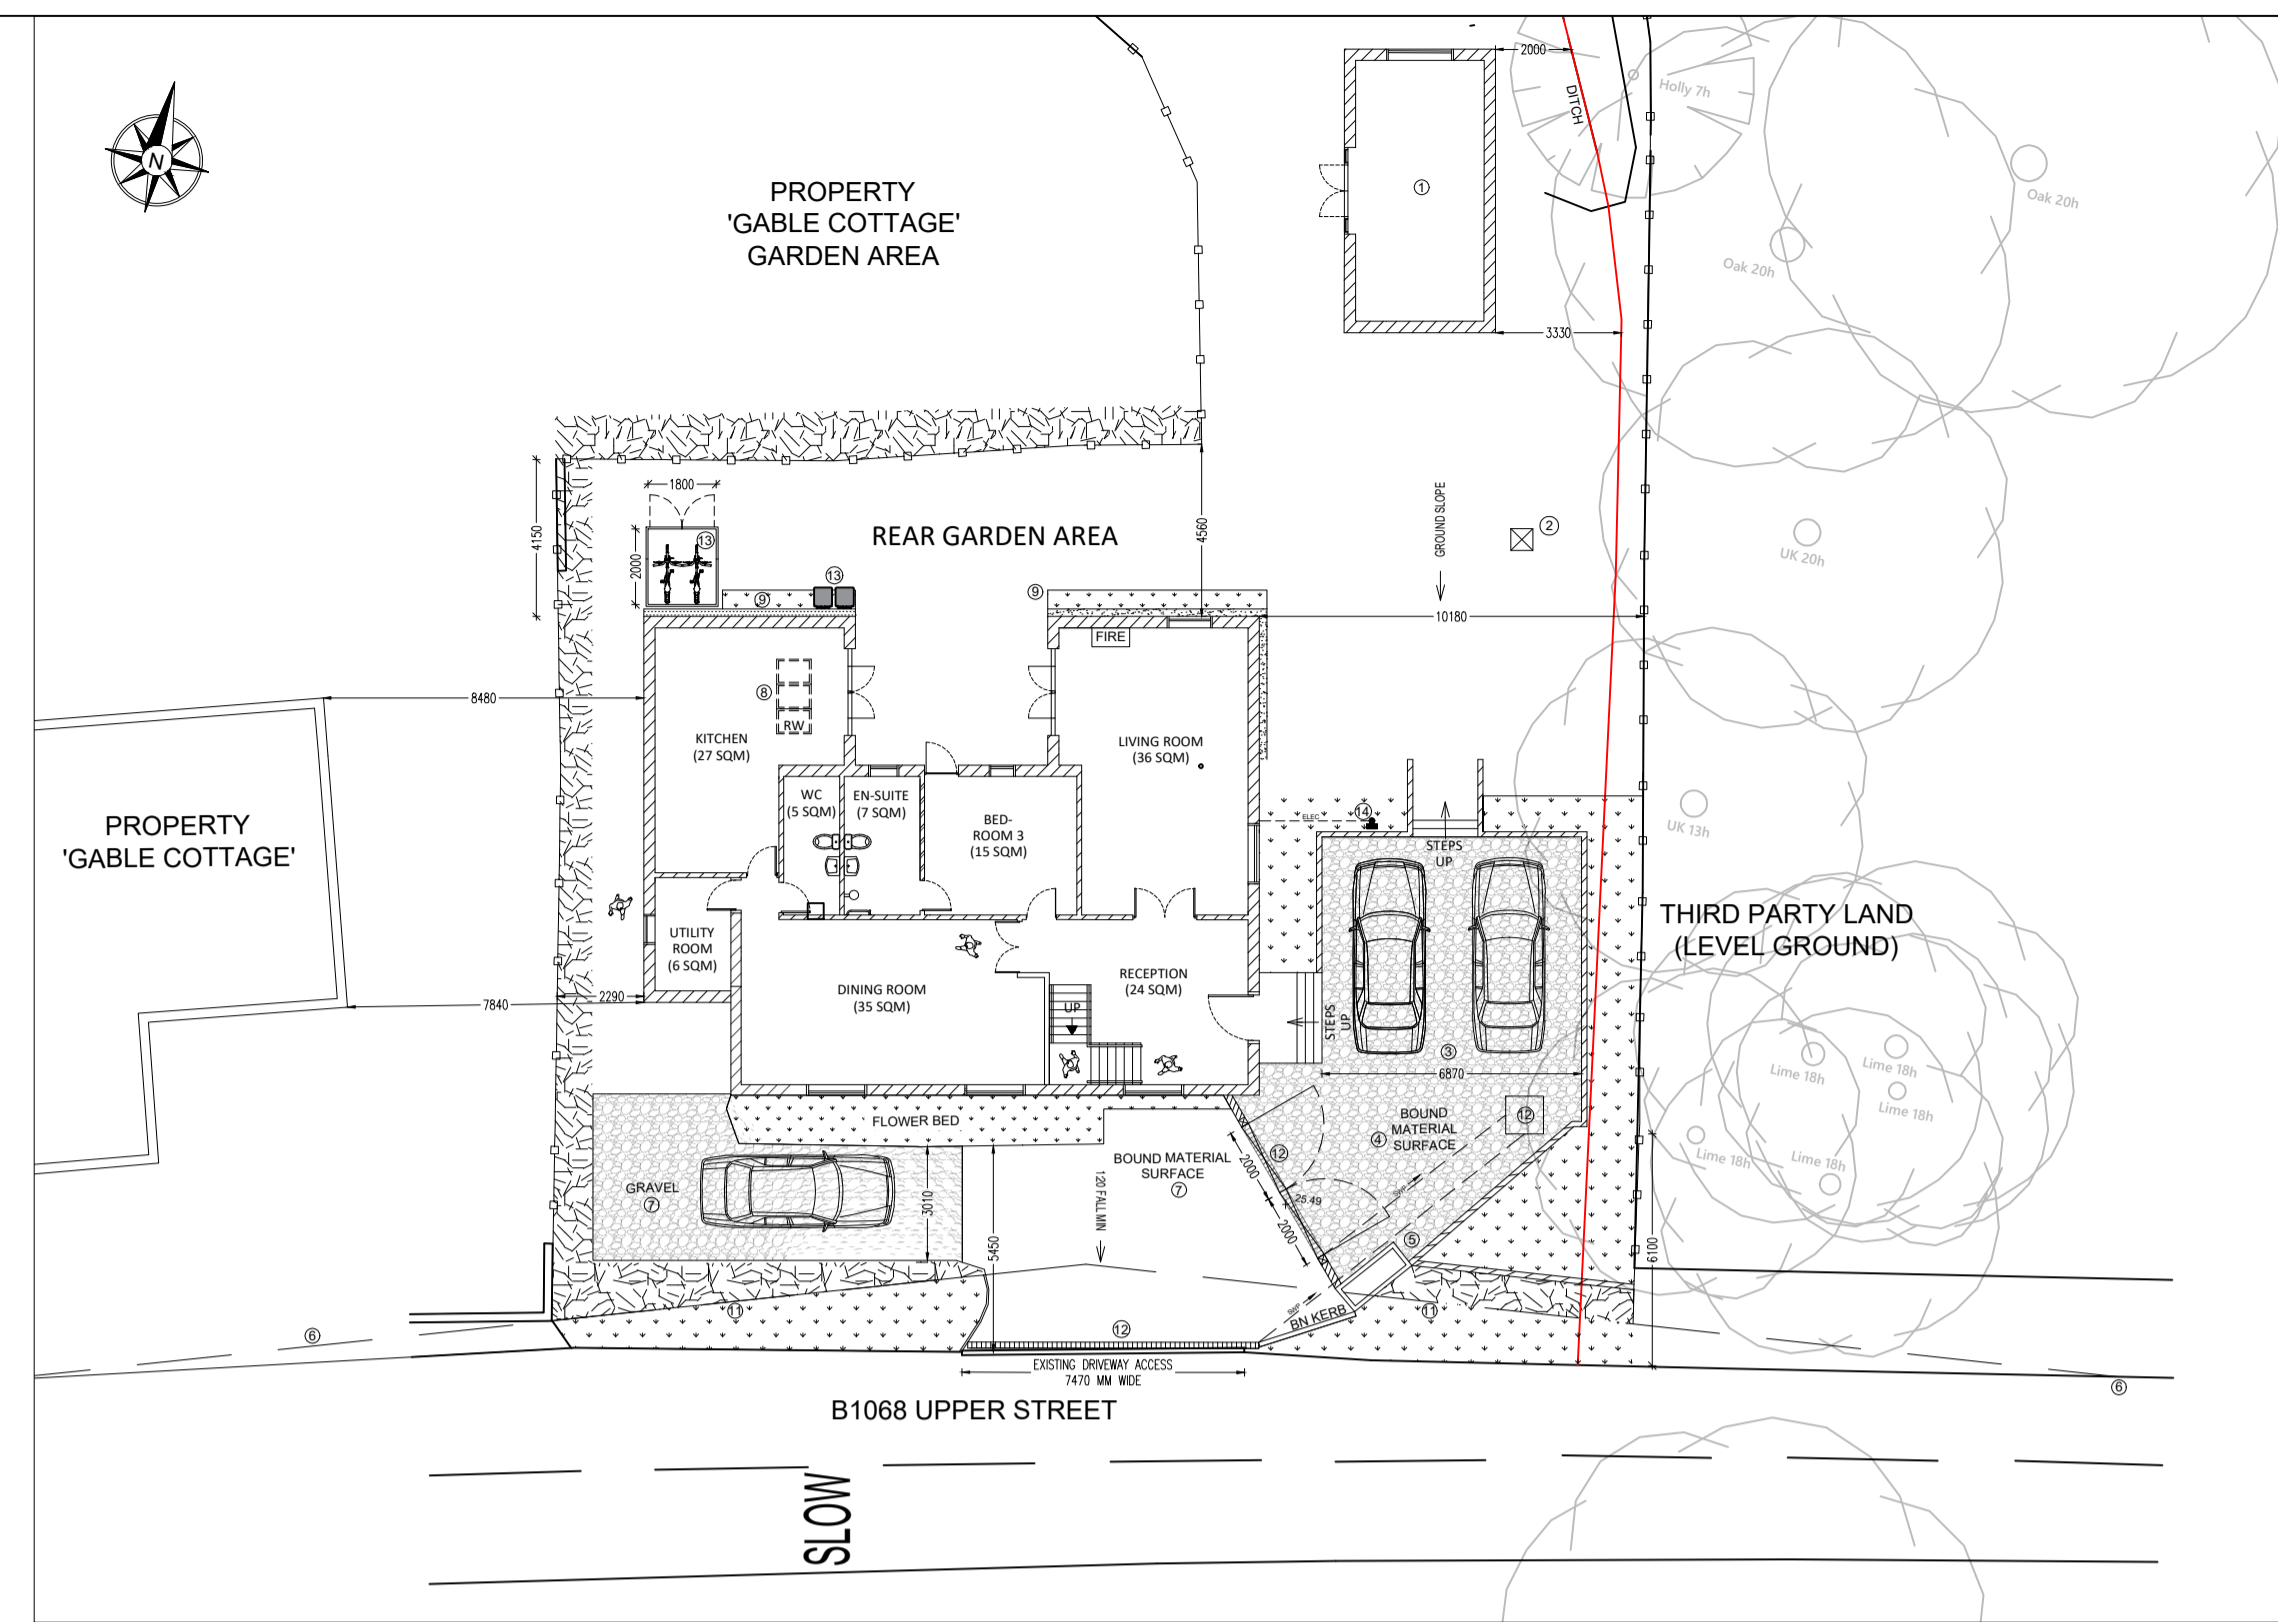 2000
DITCH
Holly 7h
N
PROPERTY
'GABLE COTTAGE'
GARDEN AREA
①
Oak 20h
Oak 20h
3330
1800
4150
2000
⑬
REAR GARDEN AREA
4560
GROUND SLOPE
②
UK 20h
⑬
⑨
⑨
FIRE
10180
8480
⑧
RW
KITCHEN
(27 SQM)
LIVING ROOM
(36 SQM)
WC
(5 SQM)
EN-SUITE
(7 SQM)
BED-
ROOM 3
(15 SQM)
ELEC
⑭
STEPS
UP
UK 13h
PROPERTY
'GABLE COTTAGE'
THIRD PARTY LAND
(LEVEL GROUND)
UTILITY
ROOM
(6 SQM)
DINING ROOM
(35 SQM)
RECEPTION
(24 SQM)
UP
STEPS
UP
2290
7840
③
6870
Lime 18h
Lime 18h
Lime 18h
FLOWER BED
BOUND
MATERIAL
SURFACE
④
⑫
Lime 18h
Lime 18h
GRAVEL
⑦
3010
5450
1:20 FALL MIN
BOUND MATERIAL
SURFACE
⑦
2000
⑫
25.49
2000
SWP
⑤
6100
SWP
BN KERB
⑪
⑪
⑥
⑫
EXISTING DRIVEWAY ACCESS
7470 MM WIDE
⑥
B1068 UPPER STREET
SLOW